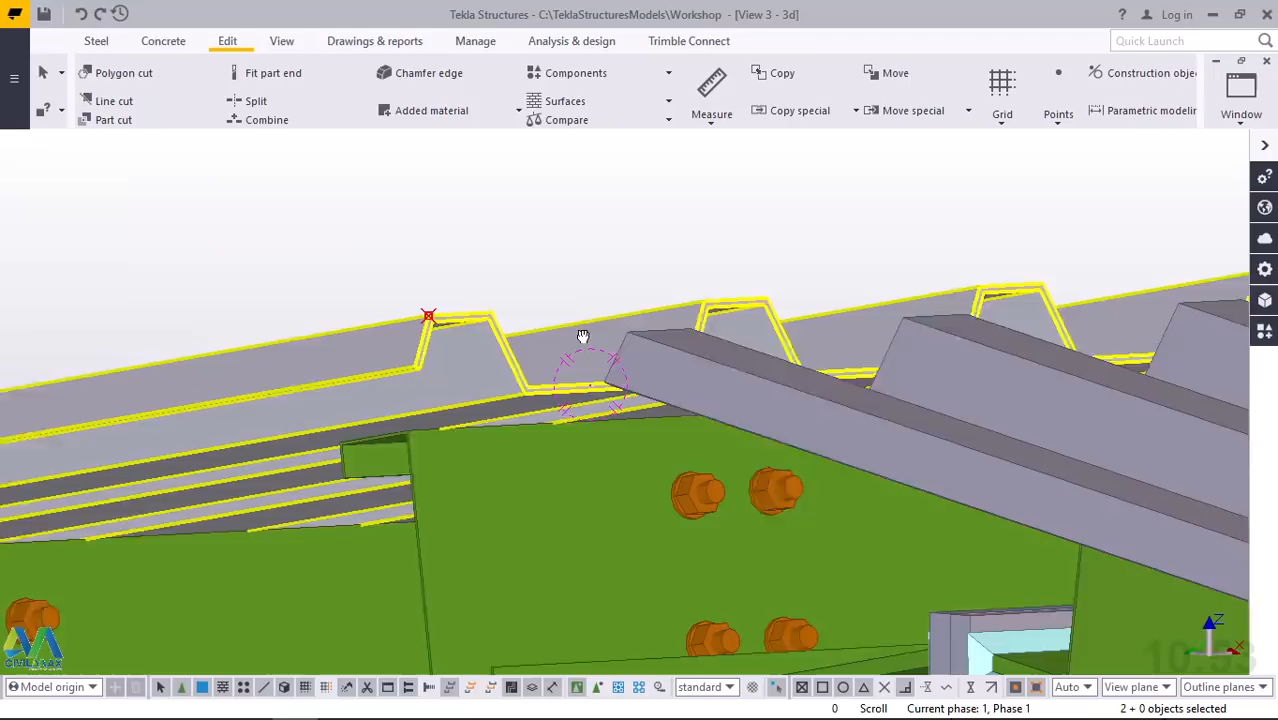 Tekla Structures - C:\TeklaStructuresModels\Workshop - [View 3 - 3d]
Log in
Steel Concrete Edit View Drawings & reports Manage Analysis & design Trimble Connect
Quick Launch
Polygon cut Fit part end Chamfer edge Components Copy Move Construction obje
Line cut Split Surfaces
Added material Measure Copy special Move special Grid Points Parametric modelin Window
Part cut Combine Compare
Z
X
CIVILMAX
10:53
Model origin standard Auto View plane Outline planes
0 Scroll Current phase: 1, Phase 1 2 + 0 objects selected